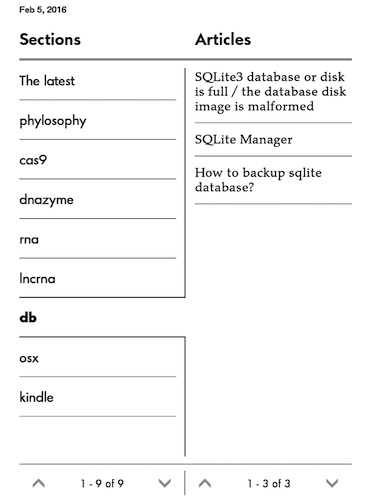 Feb 5, 2016
Sections
The latest
phylosophy
cas9
dnazyme
rna
lncrna
db
osx
kindle
1 - 9 of 9
Articles
SQLite3 database or disk
is full / the database disk
image is malformed
SQLite Manager
How to backup sqlite
database?
1 - 3 of 3